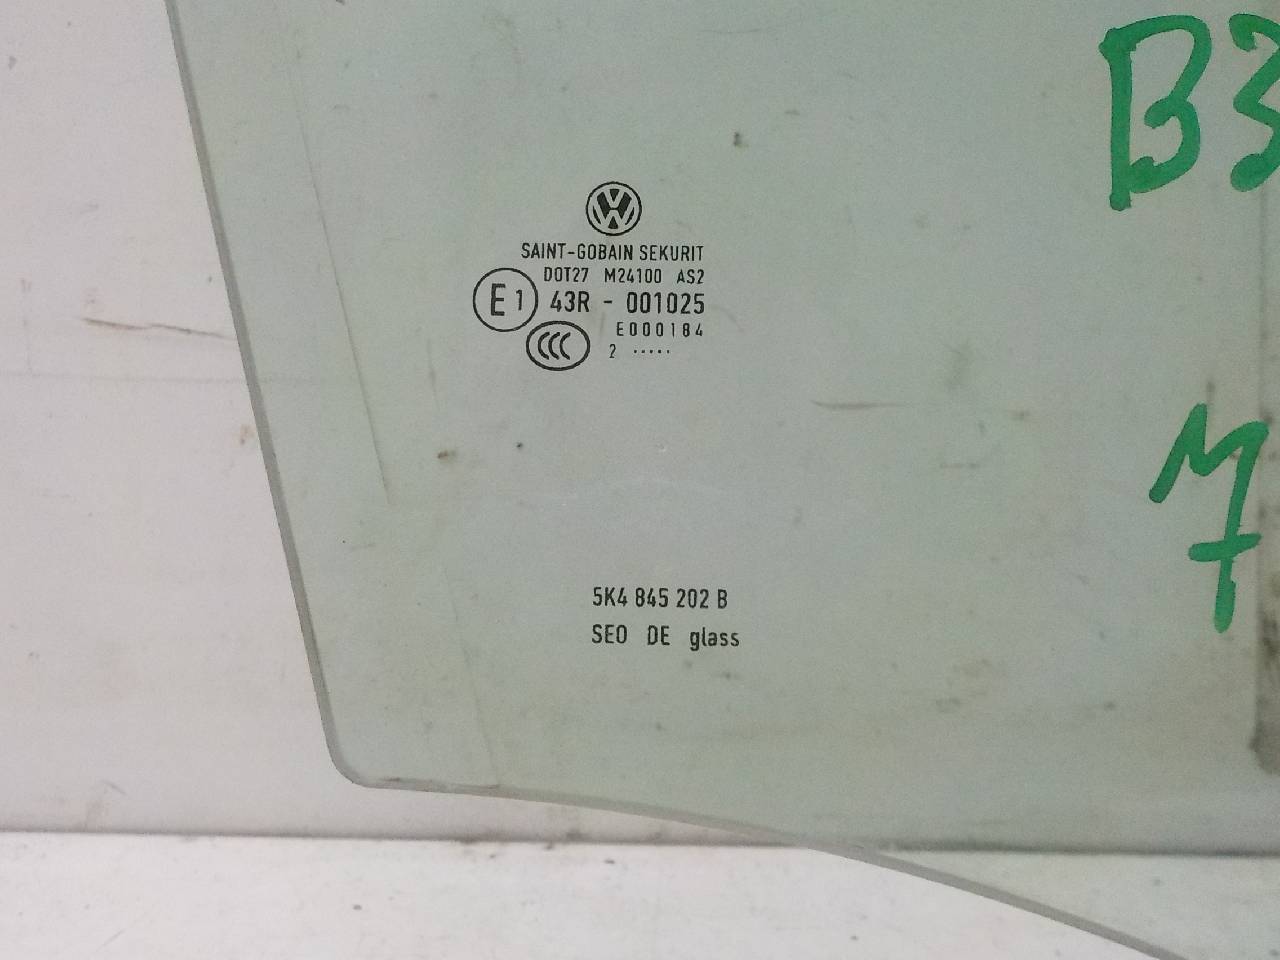 B3
SAINT-GOBAIN SEKURIT
DOT27 M24100 AS2
E1 43R - 001025
E000184
CCC 2 .....
M
7
5K4 845 202 B
SEO DE glass